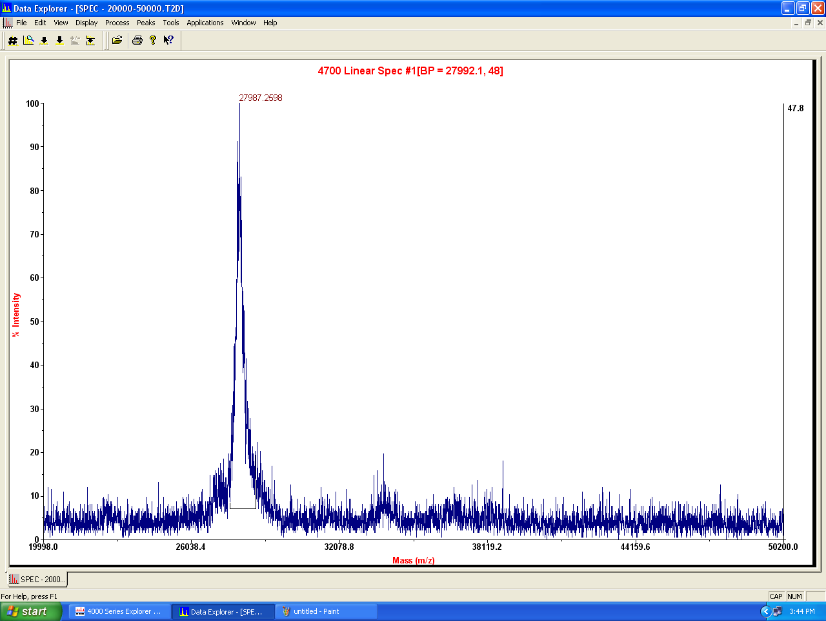 Data Explorer - [SPEC - 20000-50000.T2D]
File Edit View Display Process Peaks Tools Applications Window Help
4700 Linear Spec #1[BP = 27992.1, 48]
27987.2598
100
47.8
90
80
70
60
50
40
30
20
10
0
% Intensity
19998.0 26038.4 32078.8 38119.2 44159.6 50200.0
Mass (m/z)
SPEC - 2000...
For Help, press F1
CAP NUM
start 4000 Series Explorer ... Data Explorer - [SPE... untitled - Paint 3:44 PM